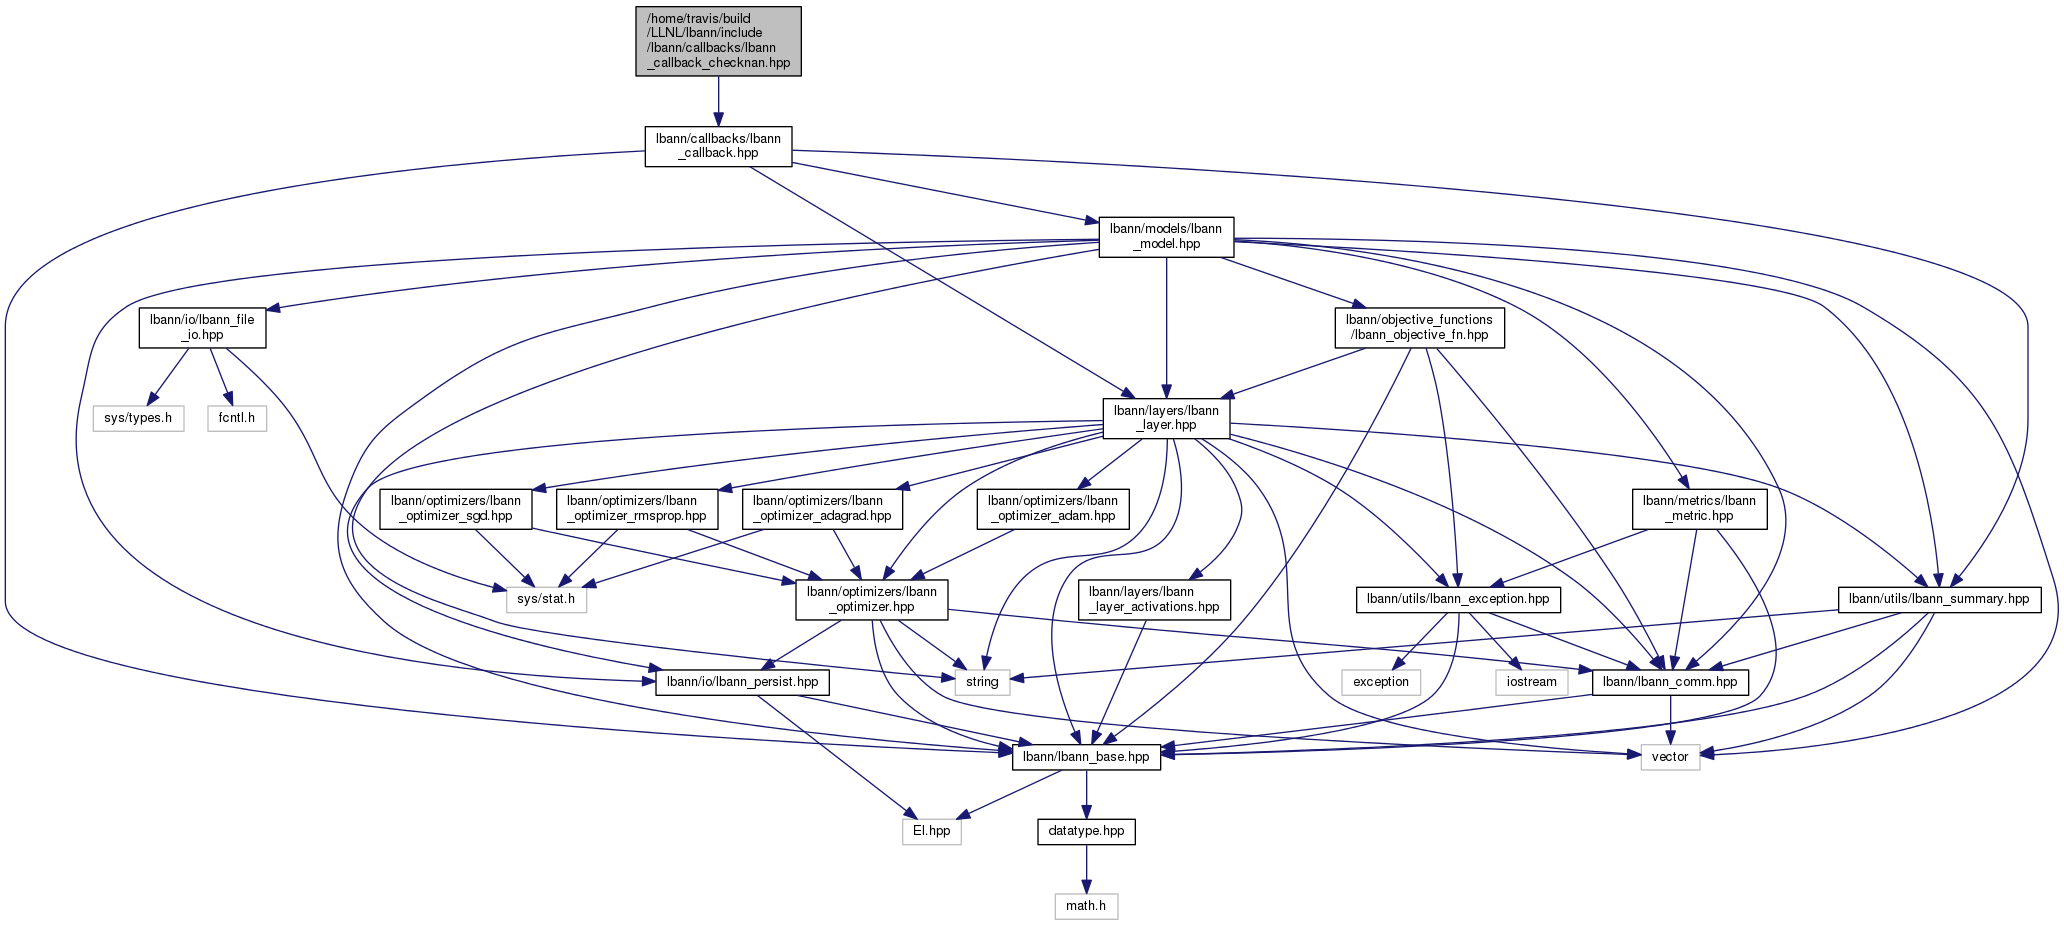 /home/travis/build
/LLNL/lbann/include
/lbann/callbacks/lbann
_callback_checknan.hpp
lbann/callbacks/lbann
_callback.hpp
lbann/models/lbann
_model.hpp
lbann/io/lbann_file
_io.hpp
lbann/objective_functions
/lbann_objective_fn.hpp
sys/types.h
fcntl.h
lbann/layers/lbann
_layer.hpp
lbann/optimizers/lbann
_optimizer_sgd.hpp
lbann/optimizers/lbann
_optimizer_rmsprop.hpp
lbann/optimizers/lbann
_optimizer_adagrad.hpp
lbann/optimizers/lbann
_optimizer_adam.hpp
lbann/metrics/lbann
_metric.hpp
sys/stat.h
lbann/optimizers/lbann
_optimizer.hpp
lbann/layers/lbann
_layer_activations.hpp
lbann/utils/lbann_exception.hpp
lbann/utils/lbann_summary.hpp
lbann/io/lbann_persist.hpp
string
exception
iostream
lbann/lbann_comm.hpp
lbann/lbann_base.hpp
vector
El.hpp
datatype.hpp
math.h